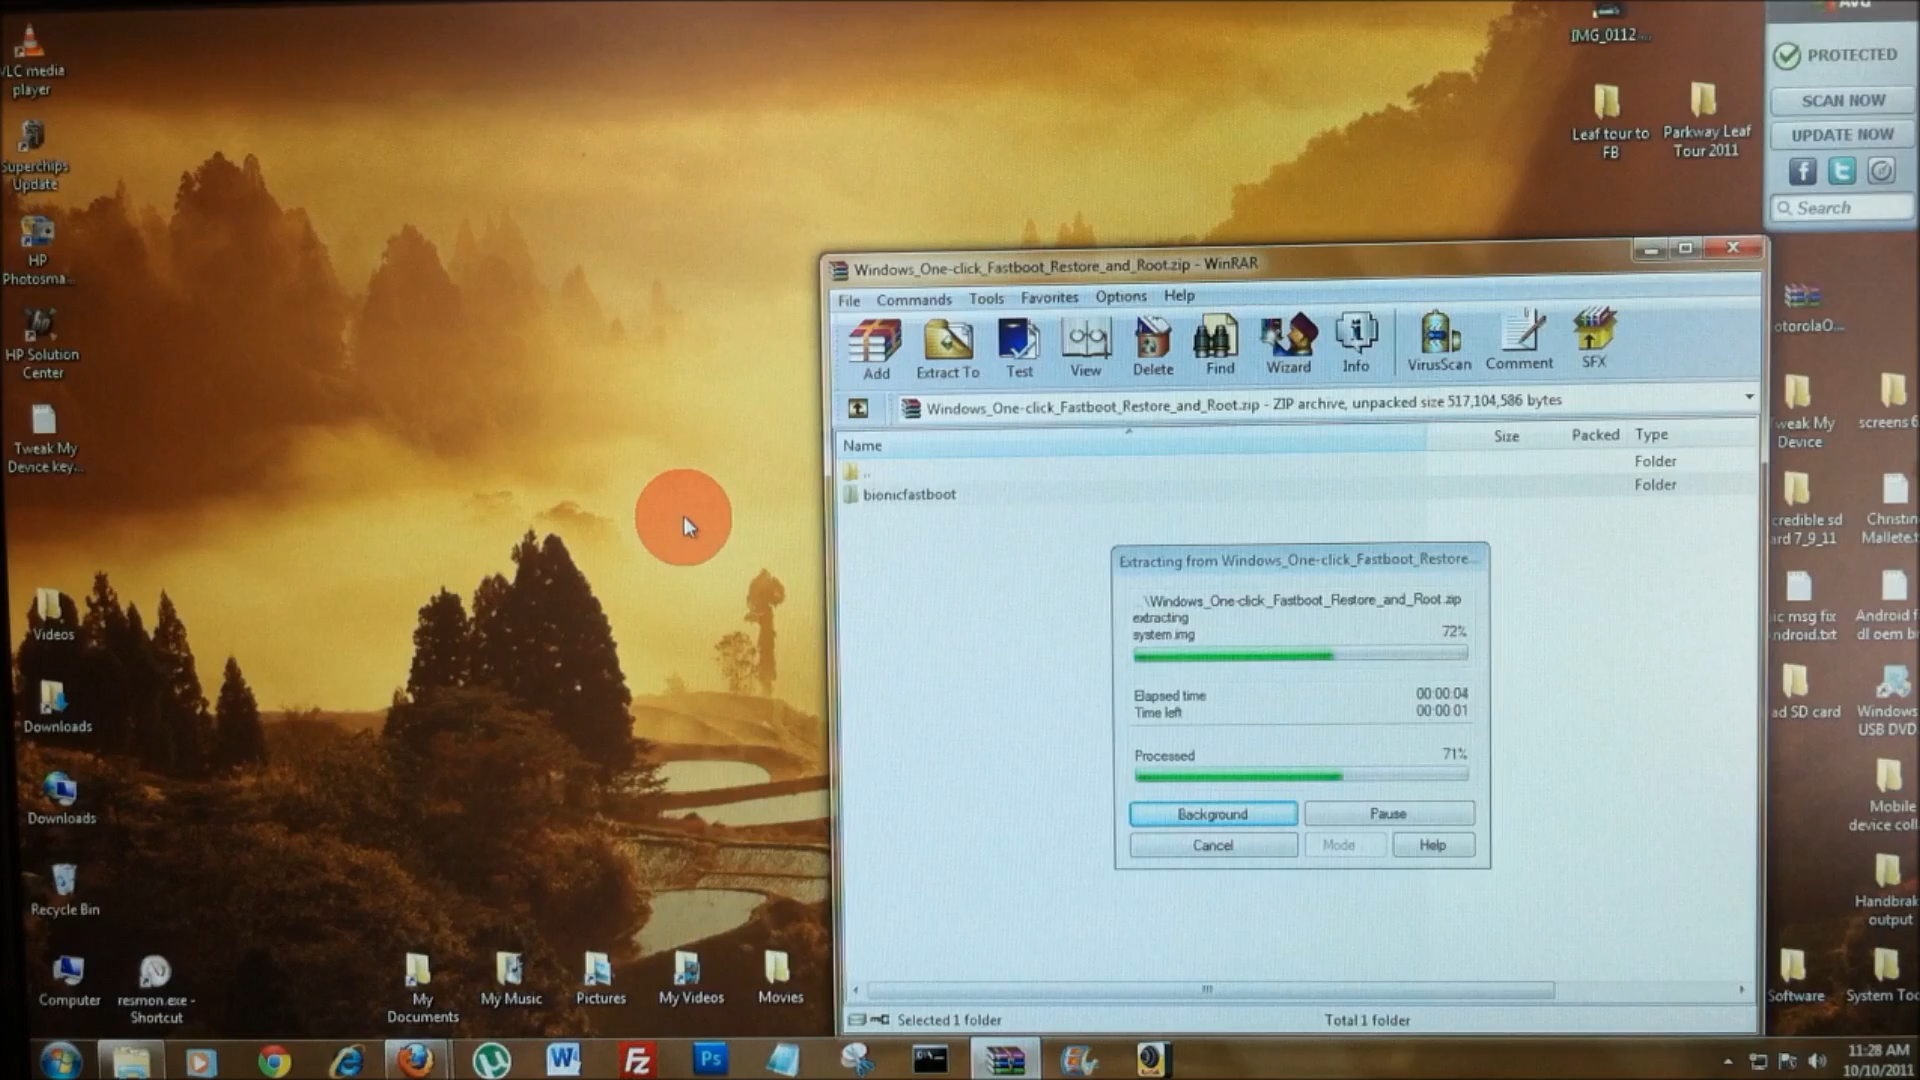 VLC media
player
Superchips
Update
HP
Photosma...
HP Solution
Center
Tweak My
Device key...
Videos
Downloads
Downloads
Recycle Bin
Computer
resmon.exe -
Shortcut
My
Documents
My Music
Pictures
My Videos
Movies
IMG_0112...
Leaf tour to
FB
Parkway Leaf
Tour 2011
AVG
PROTECTED
SCAN NOW
UPDATE NOW
Search
Windows_One-click_Fastboot_Restore_and_Root.zip - WinRAR
File Commands Tools Favorites Options Help
Add Extract To Test View Delete Find Wizard Info VirusScan Comment SFX
Windows_One-click_Fastboot_Restore_and_Root.zip - ZIP archive, unpacked size 517,104,586 bytes
Name Size Packed Type
.. Folder
bionicfastboot Folder
Extracting from Windows_One-click_Fastboot_Restore...
...\Windows_One-click_Fastboot_Restore_and_Root.zip
extracting
system.img 72%
Elapsed time 00:00:04
Time left 00:00:01
Processed 71%
Background Pause
Cancel Mode... Help
Selected 1 folder Total 1 folder
otorolaO...
weak My
Device
screens 6
credible sd
ard 7_9_11
Christin
Mallete.t
ic msg fix
ndroid.txt
Android f
dl oem b
ad SD card
Windows
USB DVD
Mobile
device coll
Handbrak
output
Software
System Too
W
Fz
Ps
11:28 AM
10/10/2011